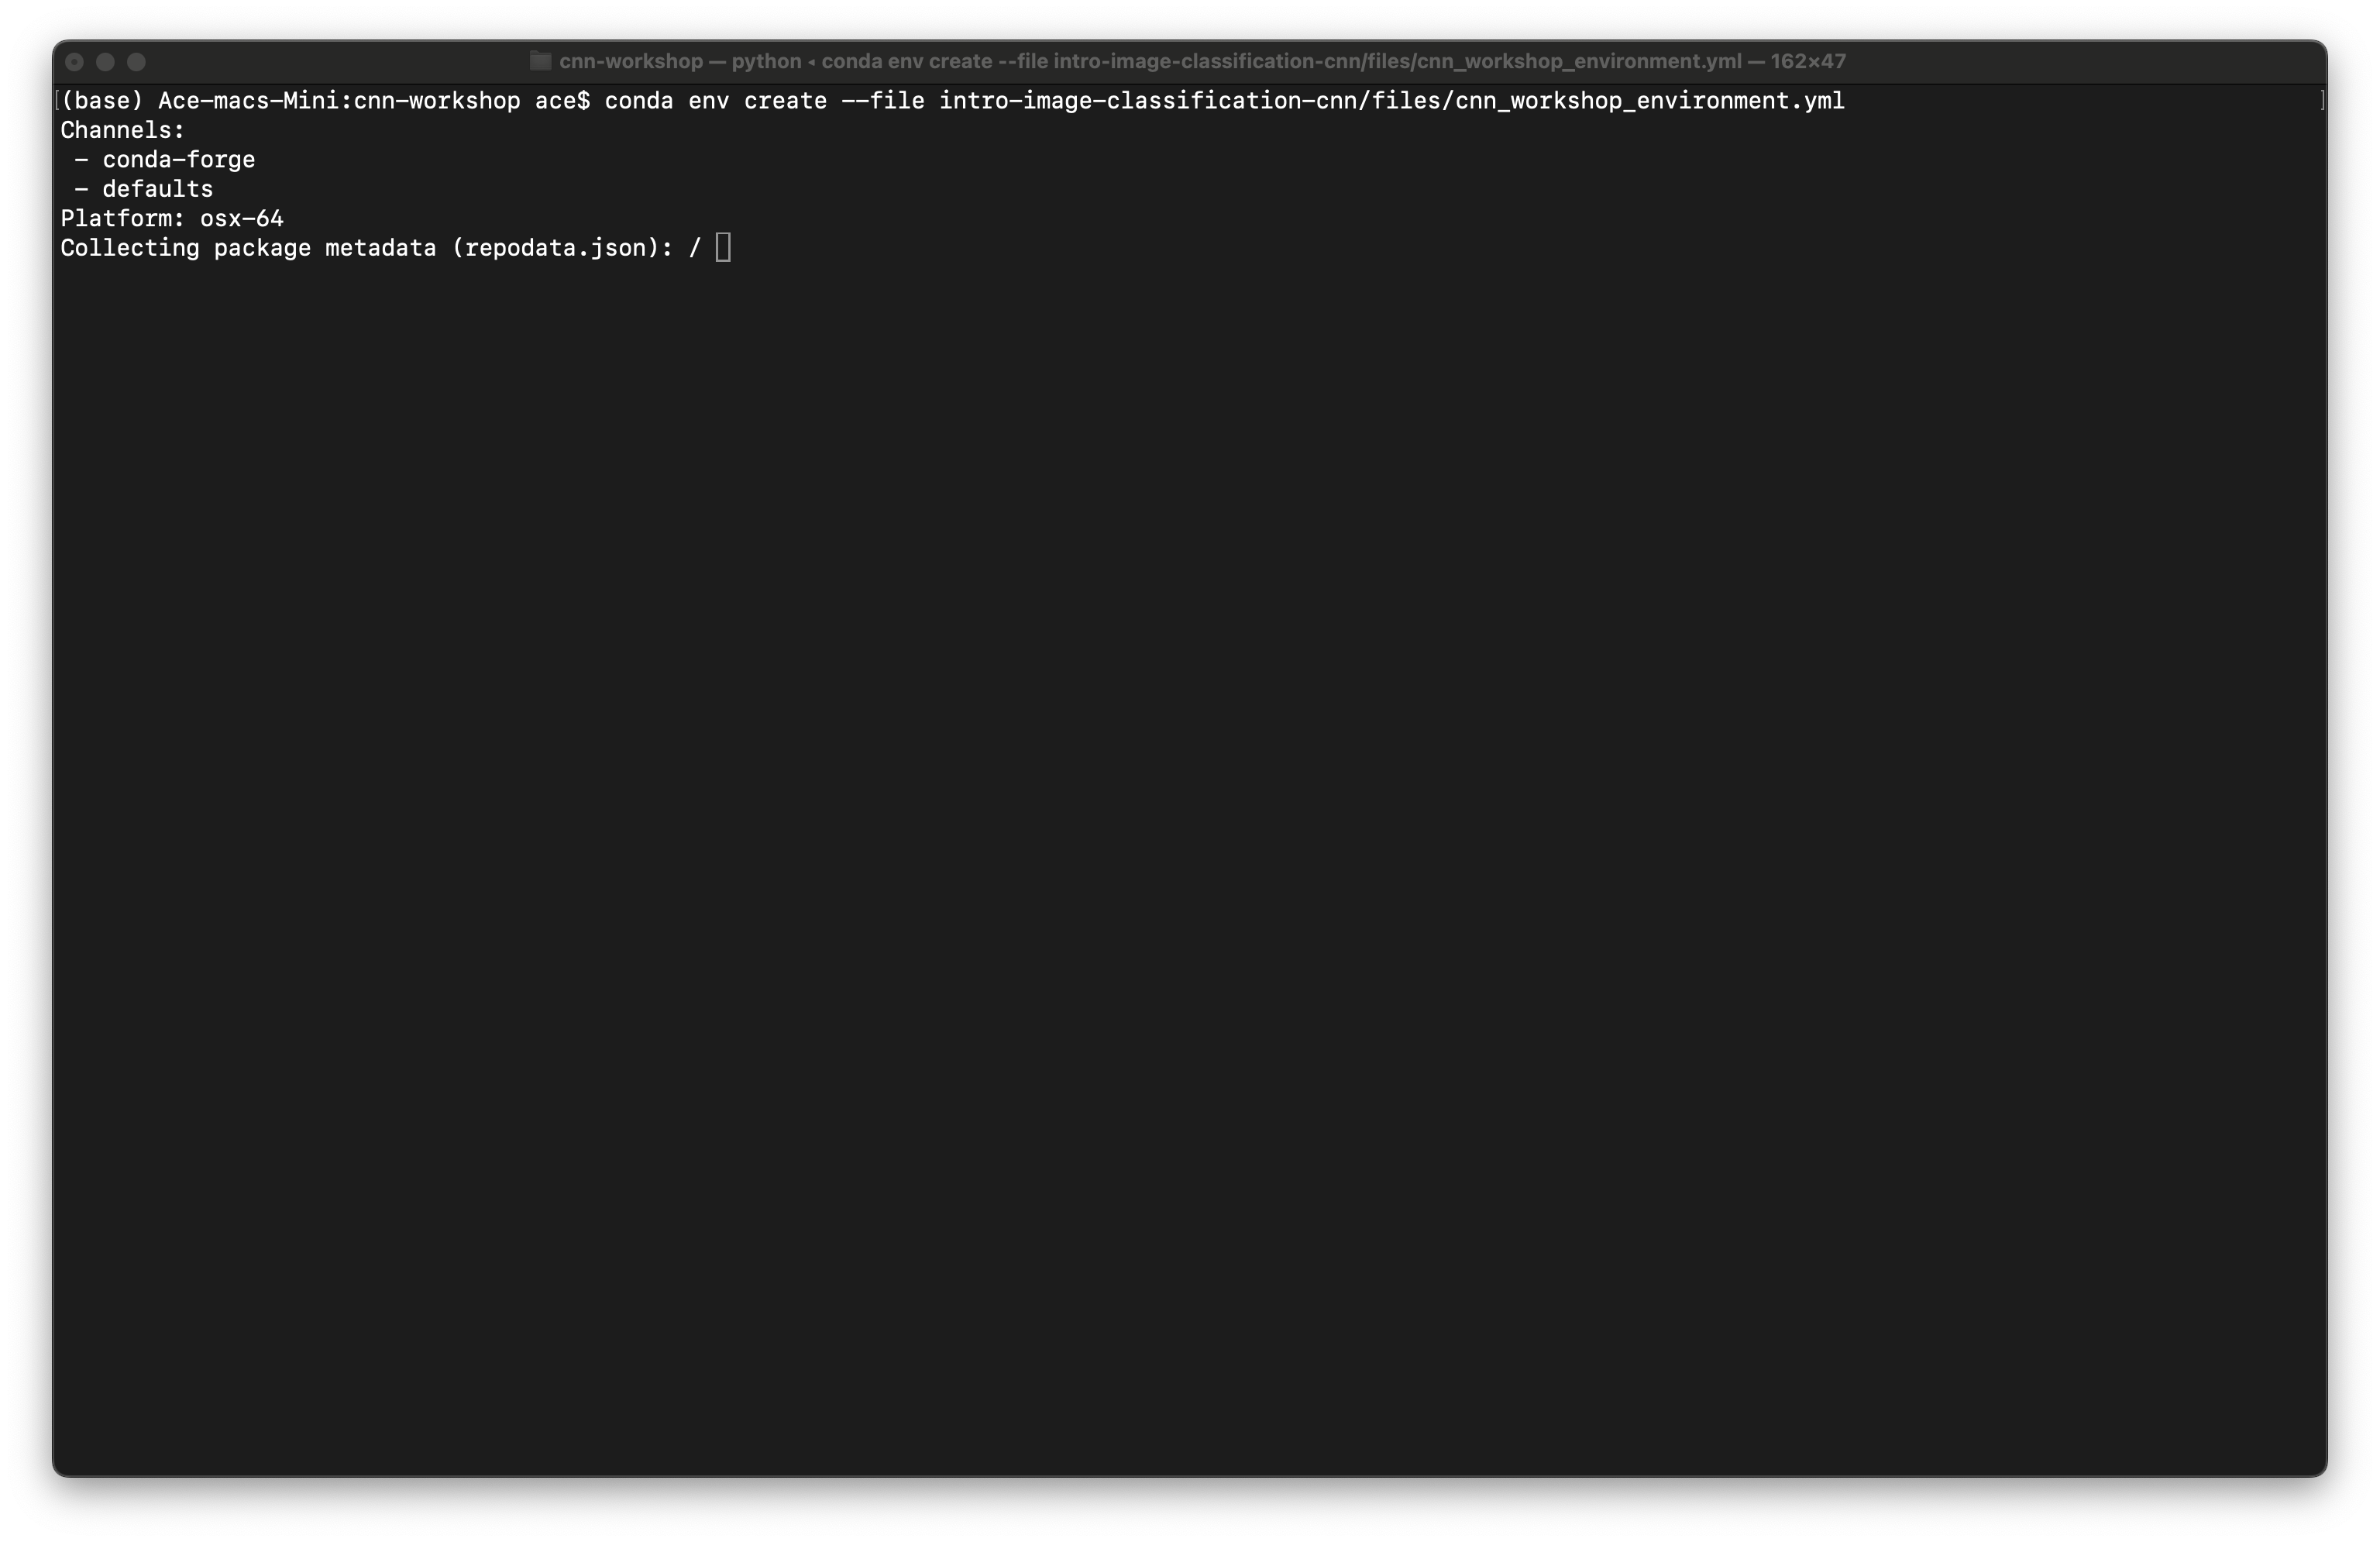 cnn-workshop — python ◂ conda env create --file intro-image-classification-cnn/files/cnn_workshop_environment.yml — 162×47
[(base) Ace-macs-Mini:cnn-workshop ace$ conda env create --file intro-image-classification-cnn/files/cnn_workshop_environment.yml ]
Channels:
 - conda-forge
 - defaults
Platform: osx-64
Collecting package metadata (repodata.json): /